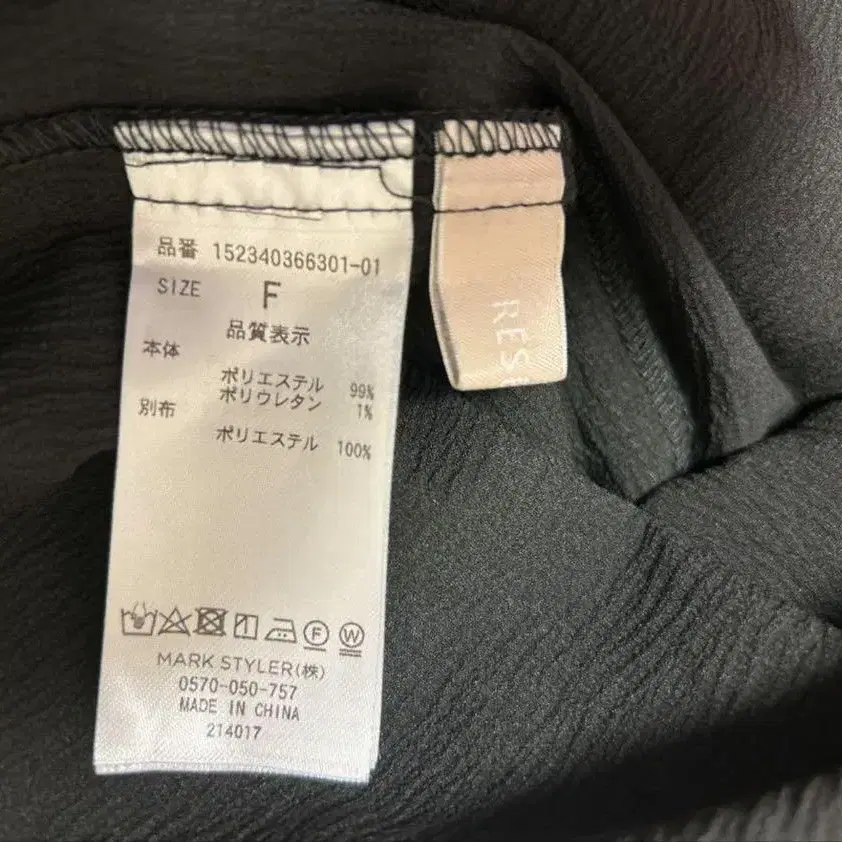 品番 152340366301-01
SIZE F
品質表示
本体
ポリエステル 99%
ポリウレタン 1%
別布
ポリエステル 100%
F W
MARK STYLER(株)
0570-050-757
MADE IN CHINA
214017